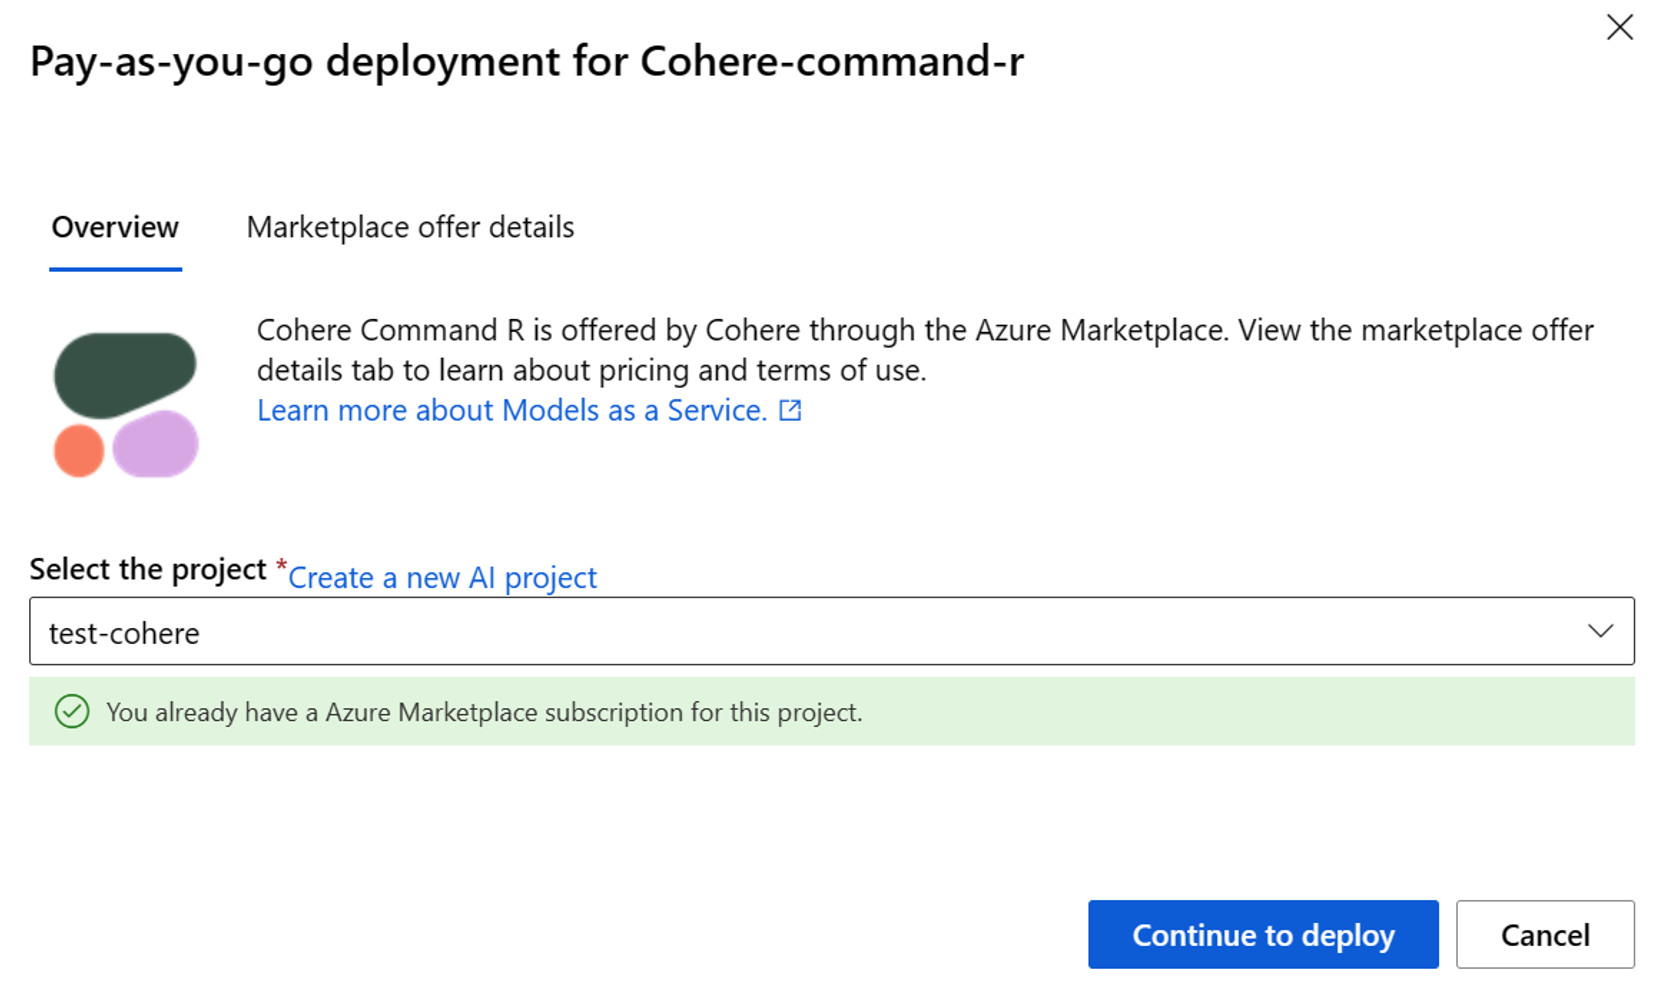 Pay-as-you-go deployment for Cohere-command-r
Overview
Marketplace offer details
Cohere Command R is offered by Cohere through the Azure Marketplace. View the marketplace offer
details tab to learn about pricing and terms of use.
Learn more about Models as a Service.
Select the project *
Create a new AI project
test-cohere
You already have a Azure Marketplace subscription for this project.
Continue to deploy
Cancel